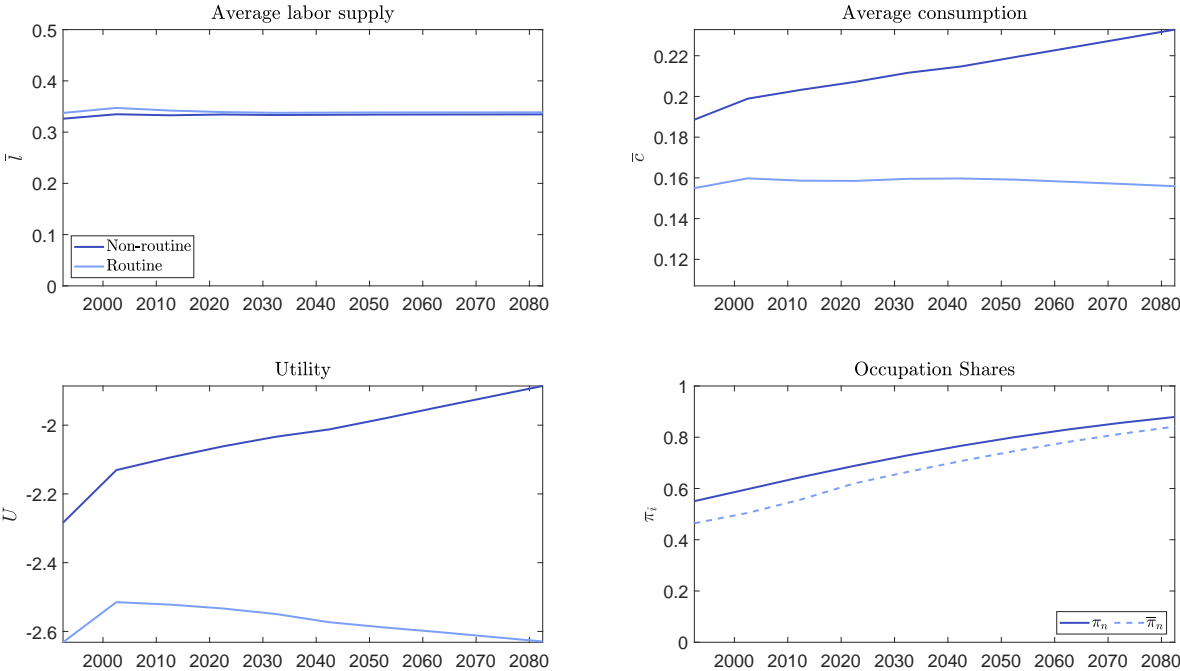 Average labor supply
0.5
0.4
0.3
0.2
0.1
0
l̅
Non-routine
Routine
2000 2010 2020 2030 2040 2050 2060 2070 2080
Average consumption
0.22
0.2
0.18
0.16
0.14
0.12
c̅
2000 2010 2020 2030 2040 2050 2060 2070 2080
Utility
-2
-2.2
-2.4
-2.6
U
2000 2010 2020 2030 2040 2050 2060 2070 2080
Occupation Shares
1
0.8
0.6
0.4
0.2
0
πᵢ
πₙ π̅ₙ
2000 2010 2020 2030 2040 2050 2060 2070 2080